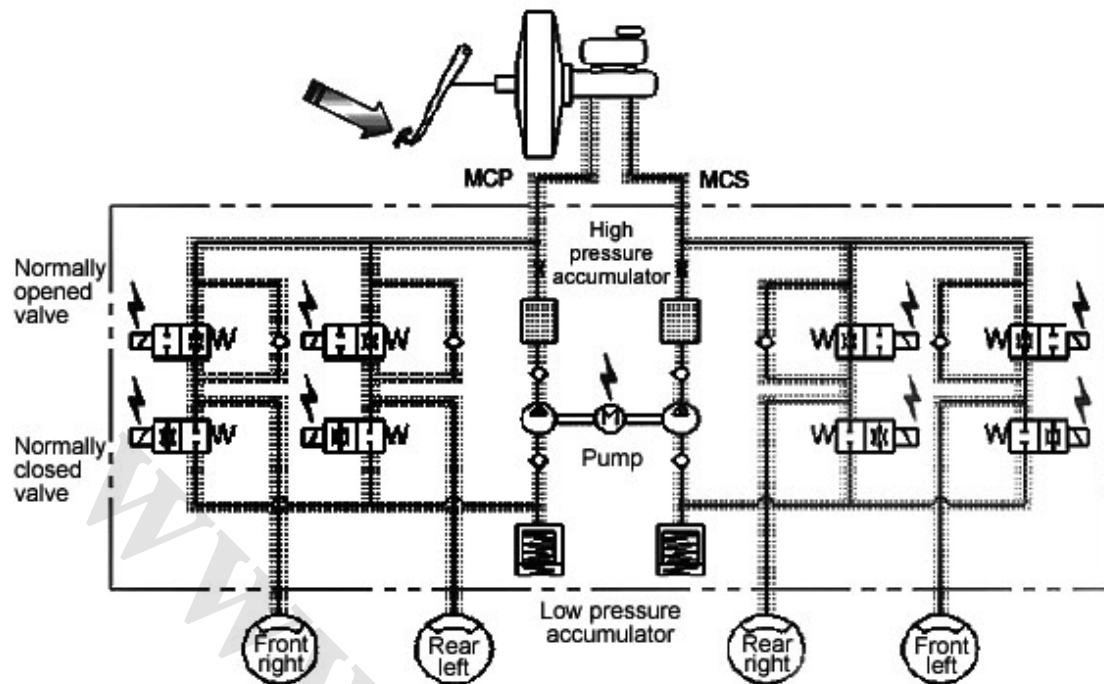 MCP
MCS
High
pressure
accumulator
Normally
opened
valve
M
Pump
Normally
closed
valve
Low pressure
accumulator
Front
right
Rear
left
Rear
right
Front
left
www